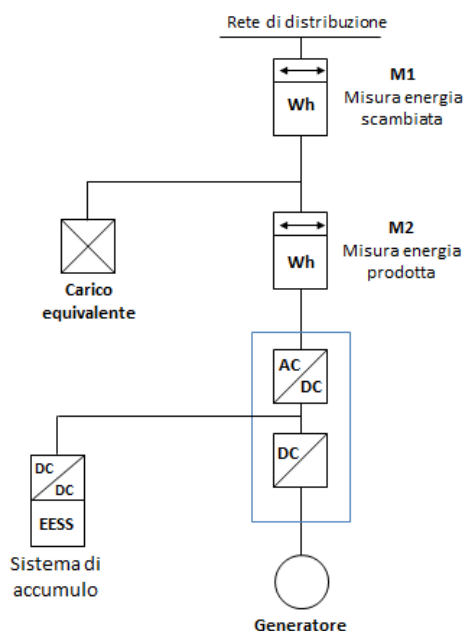 Rete di distribuzione
M1
Wh
Misura energia
scambiata
M2
Misura energia
prodotta
Wh
Carico
equivalente
AC
DC
DC
DC
DC
EESS
Sistema di
accumulo
Generatore